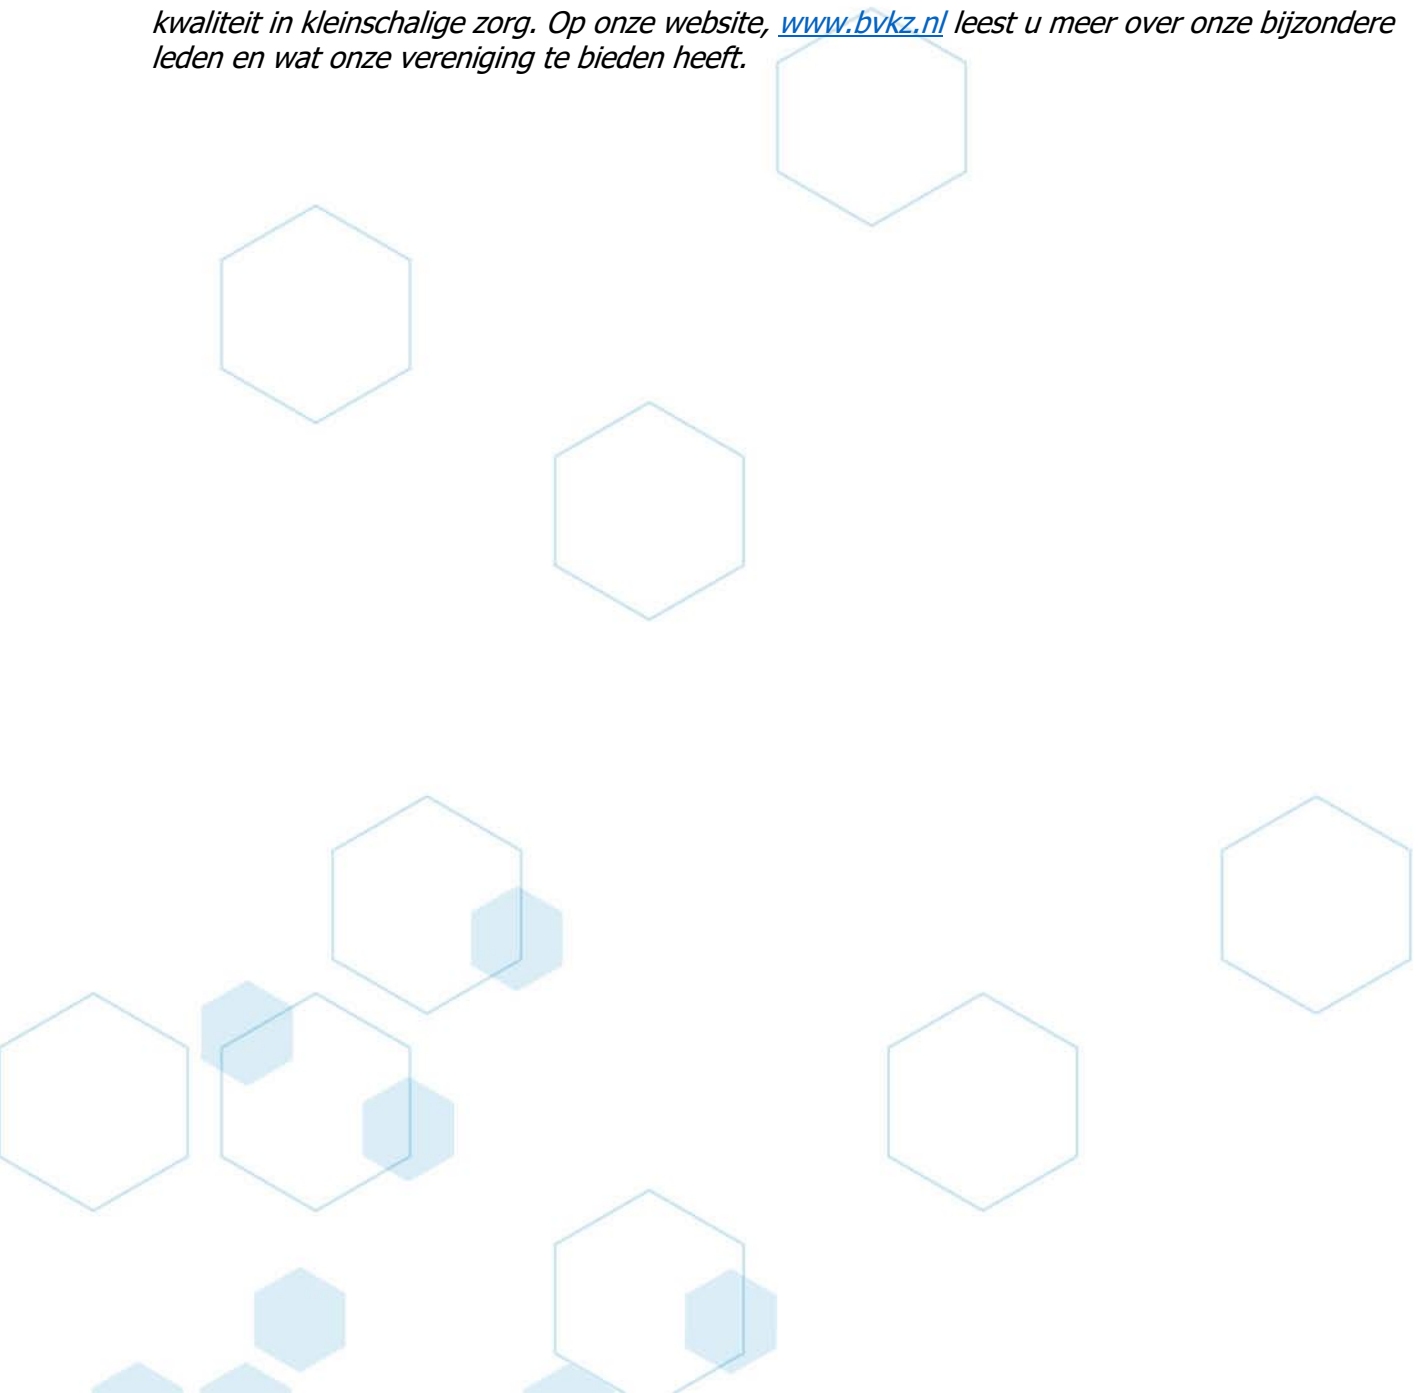 kwaliteit in kleinschalige zorg. Op onze website, www.bvkz.nl leest u meer over onze bijzondere
leden en wat onze vereniging te bieden heeft.